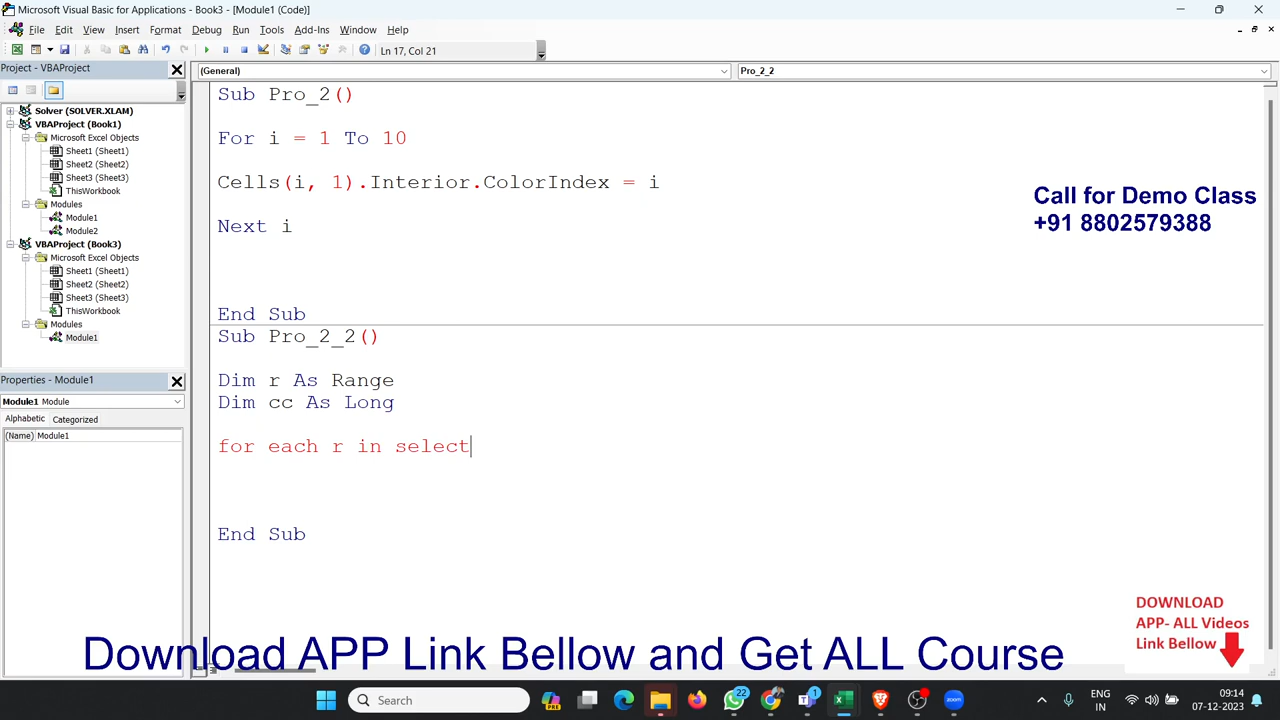 Microsoft Visual Basic for Applications - Book3 - [Module1 (Code)]
File Edit View Insert Format Debug Run Tools Add-Ins Window Help
Ln 17, Col 21
Project - VBAProject
(General)
Pro_2_2
Solver (SOLVER.XLAM)
VBAProject (Book1)
Microsoft Excel Objects
Sheet1 (Sheet1)
Sheet2 (Sheet2)
Sheet3 (Sheet3)
ThisWorkbook
Modules
Module1
Module2
VBAProject (Book3)
Microsoft Excel Objects
Sheet1 (Sheet1)
Sheet2 (Sheet2)
Sheet3 (Sheet3)
ThisWorkbook
Modules
Module1
Properties - Module1
Module1 Module
Alphabetic Categorized
(Name) Module1
Sub Pro_2()
For i = 1 To 10
Cells(i, 1).Interior.ColorIndex = i
Next i
End Sub
Sub Pro_2_2()
Dim r As Range
Dim cc As Long
for each r in select
End Sub
Call for Demo Class
+91 8802579388
DOWNLOAD
APP- ALL Videos
Link Bellow
Download APP Link Bellow and Get ALL Course
Search
PRE
22
1
ENG
IN
09:14
07-12-2023